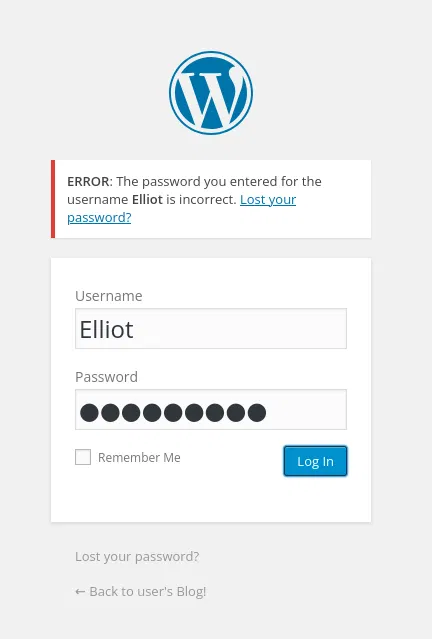 ERROR: The password you entered for the
username Elliot is incorrect. Lost your
password?
Username
Elliot
Password
●●●●●●●●●
Remember Me
Log In
Lost your password?
← Back to user's Blog!